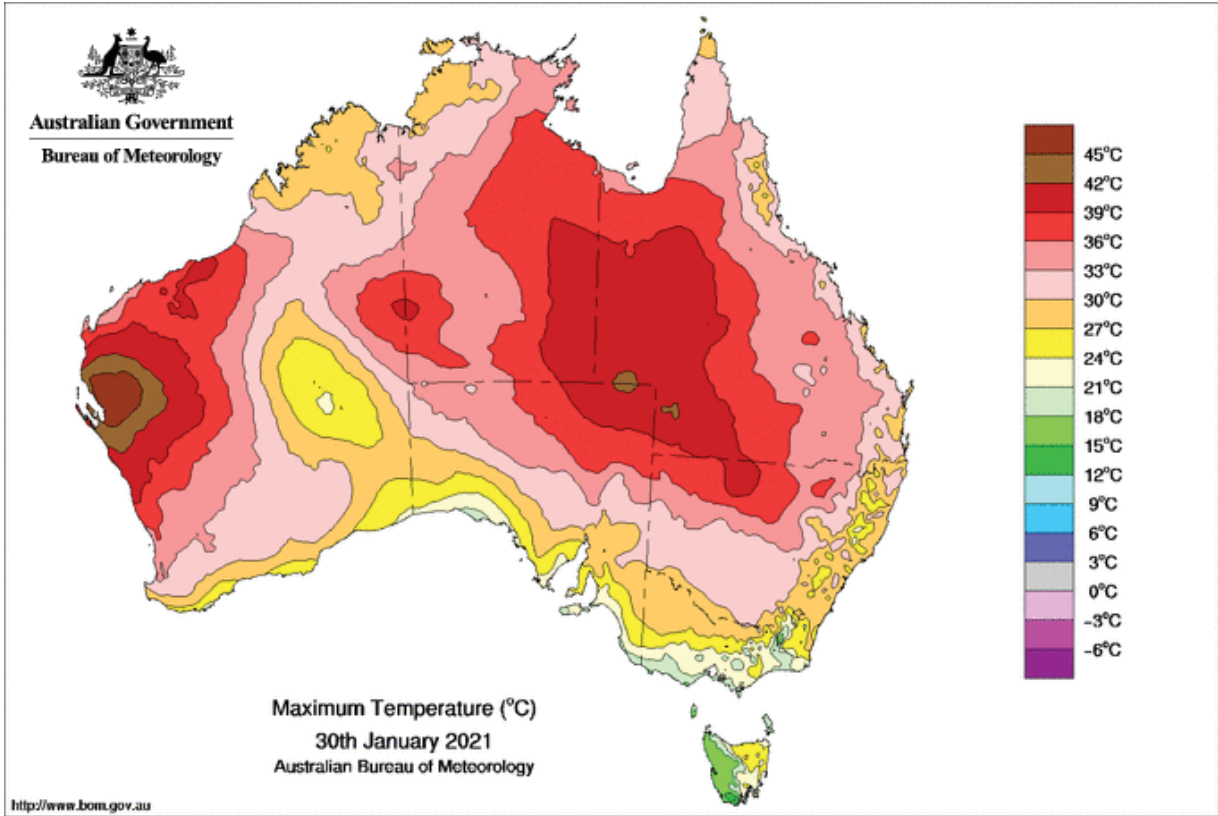 Australian Government
Bureau of Meteorology
45°C
42°C
39°C
36°C
33°C
30°C
27°C
24°C
21°C
18°C
15°C
12°C
9°C
6°C
3°C
0°C
-3°C
-6°C
Maximum Temperature (°C)
30th January 2021
Australian Bureau of Meteorology
http://www.bom.gov.au